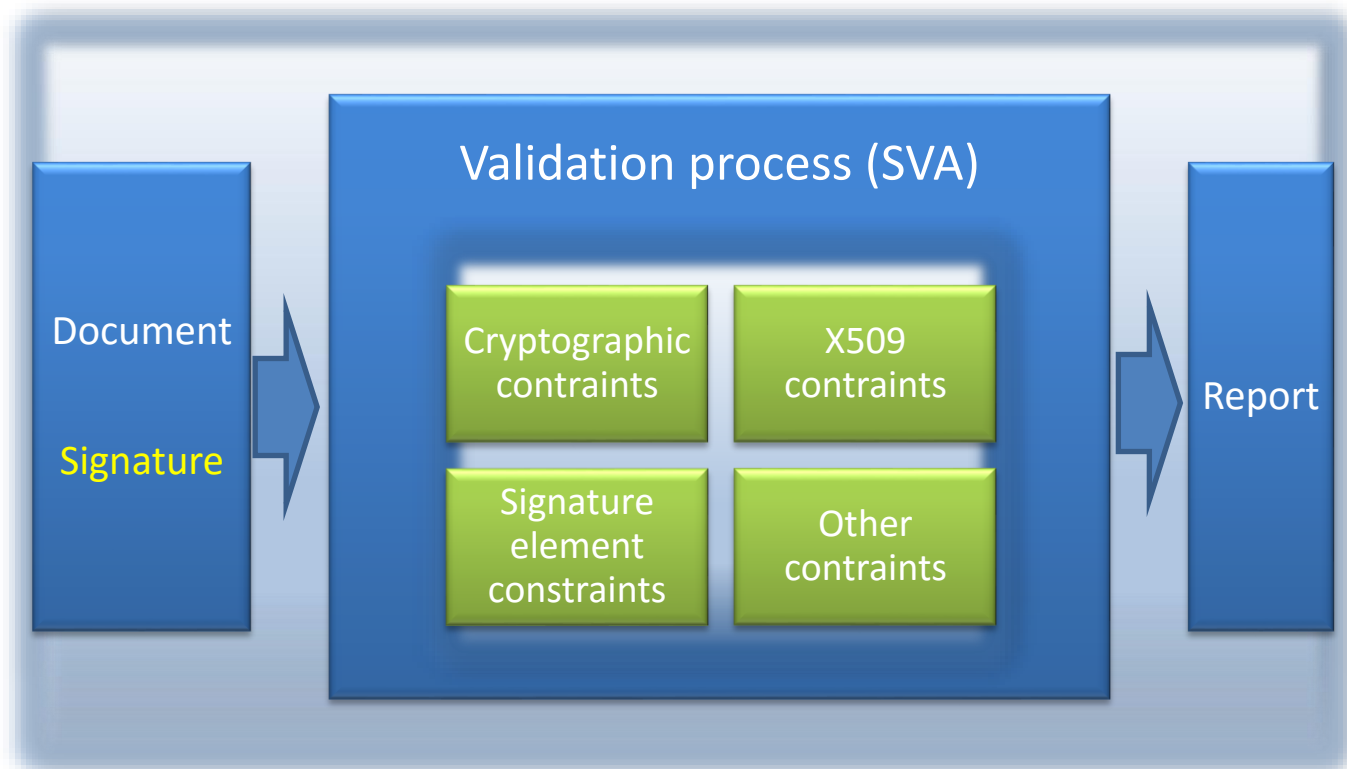 Document
Signature
Validation process (SVA)
Cryptographic
contraints
X509
contraints
Signature
element
constraints
Other
contraints
Report